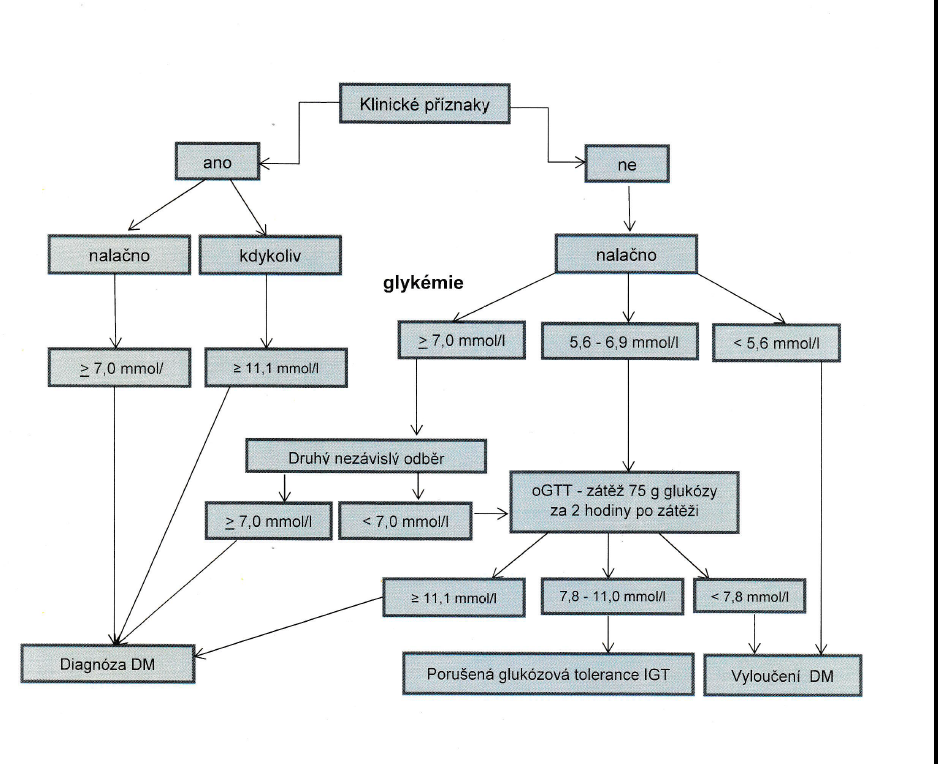 Klinické příznaky
ano
ne
nalačno
kdykoliv
nalačno
glykémie
≥ 7,0 mmol/l
5,6 - 6,9 mmol/l
< 5,6 mmol/l
≥ 7,0 mmol/
≥ 11,1 mmol/l
Druhý nezávislý odběr
oGTT - zátěž 75 g glukózy
za 2 hodiny po zátěži
≥ 7,0 mmol/l
< 7,0 mmol/l
≥ 11,1 mmol/l
7,8 - 11,0 mmol/l
< 7,8 mmol/l
Diagnóza DM
Porušená glukózová tolerance IGT
Vyloučení DM